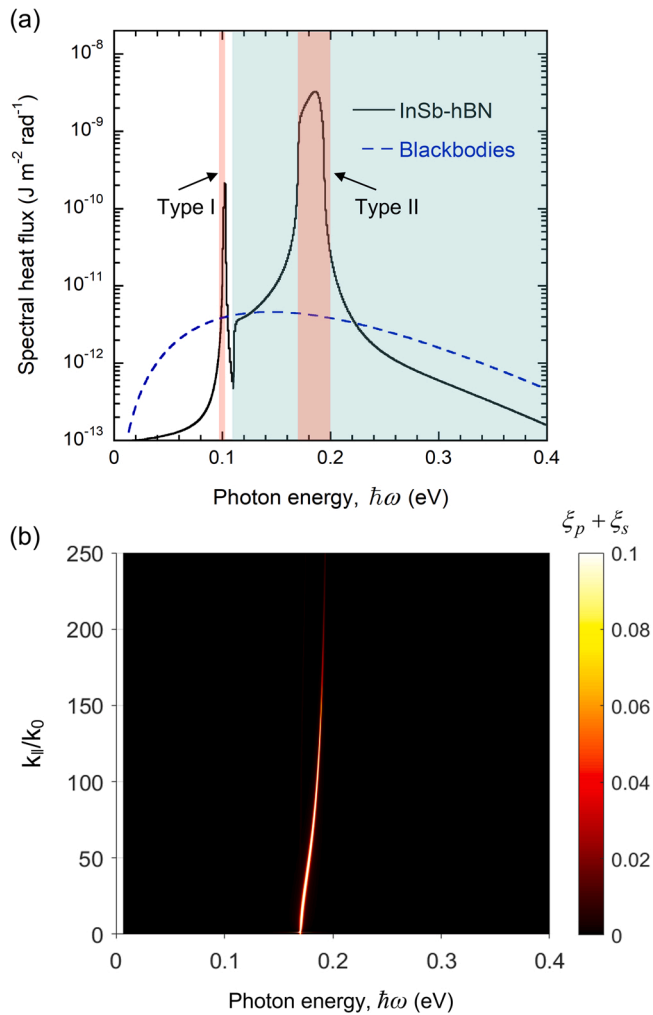 (a)
10⁻⁸
10⁻⁹
10⁻¹⁰
10⁻¹¹
10⁻¹²
10⁻¹³
Spectral heat flux (J m⁻² rad⁻¹)
InSb-hBN
Blackbodies
Type I
Type II
0 0.1 0.2 0.3 0.4
Photon energy, ħω (eV)
(b)
ξp + ξs
250
200
150
100
50
0
k||/k0
0.1
0.08
0.06
0.04
0.02
0
0 0.1 0.2 0.3 0.4
Photon energy, ħω (eV)